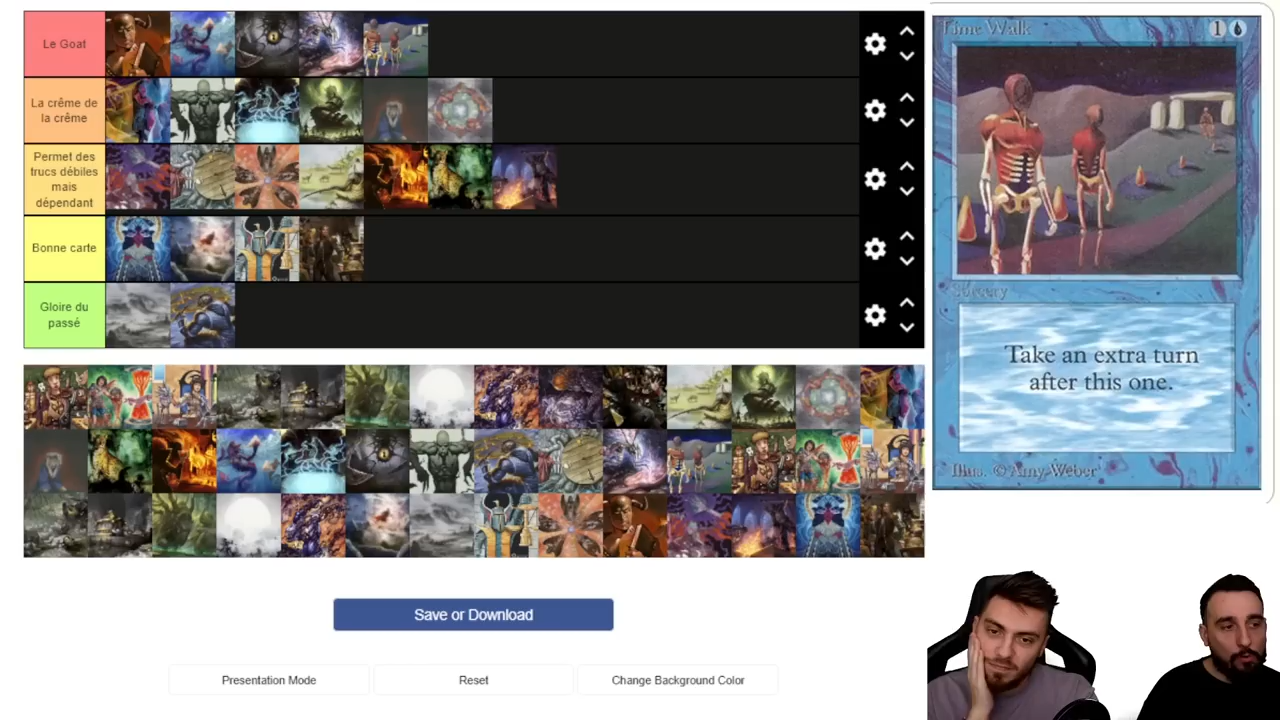 Time Walk
1
Le Goat
La crême de
la crême
Permet des
trucs débiles
mais
dépendant
Bonne carte
Gloire du
passé
Sorcery
Take an extra turn
after this one.
Illus. © Amy Weber
Save or Download
Presentation Mode
Reset
Change Background Color